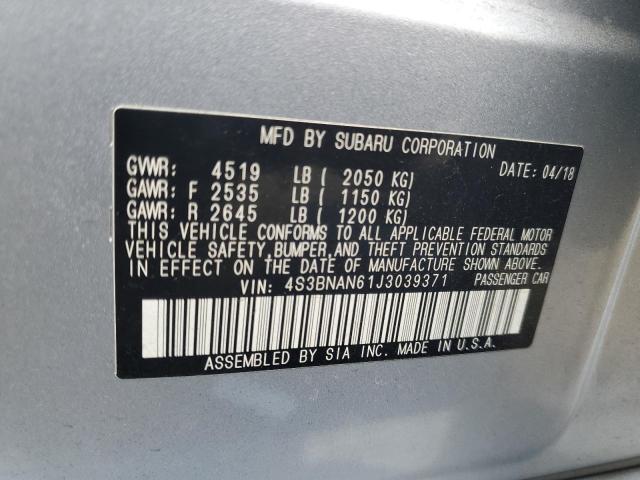 MFD BY SUBARU CORPORATION
GVWR: 4519 LB ( 2050 KG) DATE: 04/18
GAWR: F 2535 LB ( 1150 KG)
GAWR: R 2645 LB ( 1200 KG)
THIS VEHICLE CONFORMS TO ALL APPLICABLE FEDERAL MOTOR
VEHICLE SAFETY, BUMPER, AND THEFT PREVENTION STANDARDS
IN EFFECT ON THE DATE OF MANUFACTURE SHOWN ABOVE.
VIN: 4S3BNAN61J3039371 PASSENGER CAR
ASSEMBLED BY SIA INC. MADE IN U.S.A.